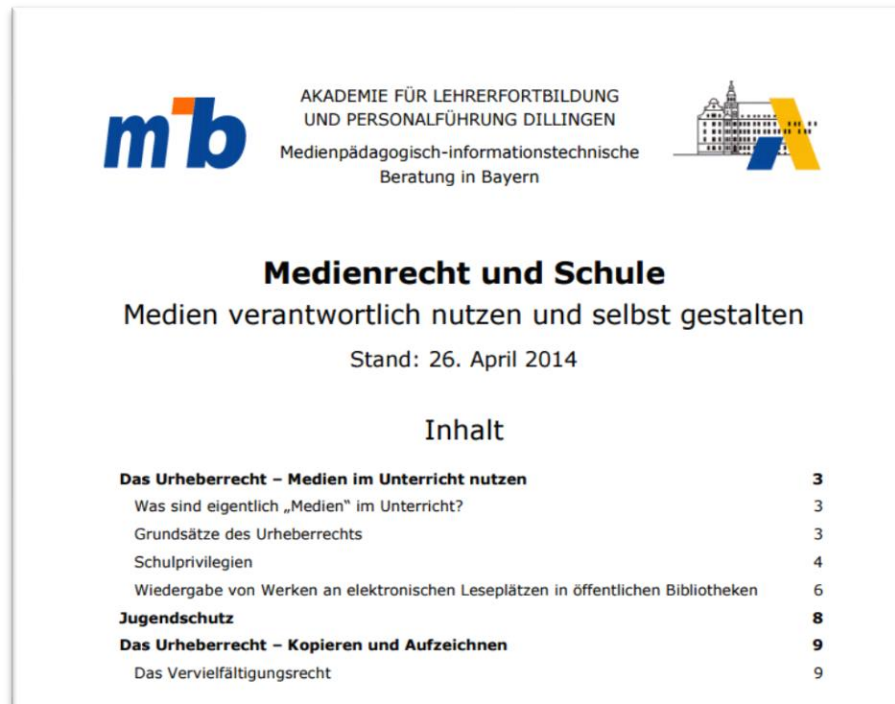 mib
AKADEMIE FÜR LEHRERFORTBILDUNG
UND PERSONALFÜHRUNG DILLINGEN
Medienpädagogisch-informationstechnische
Beratung in Bayern
Medienrecht und Schule
Medien verantwortlich nutzen und selbst gestalten
Stand: 26. April 2014
Inhalt
Das Urheberrecht – Medien im Unterricht nutzen 3
Was sind eigentlich „Medien“ im Unterricht? 3
Grundsätze des Urheberrechts 3
Schulprivilegien 4
Wiedergabe von Werken an elektronischen Leseplätzen in öffentlichen Bibliotheken 6
Jugendschutz 8
Das Urheberrecht – Kopieren und Aufzeichnen 9
Das Vervielfältigungsrecht 9